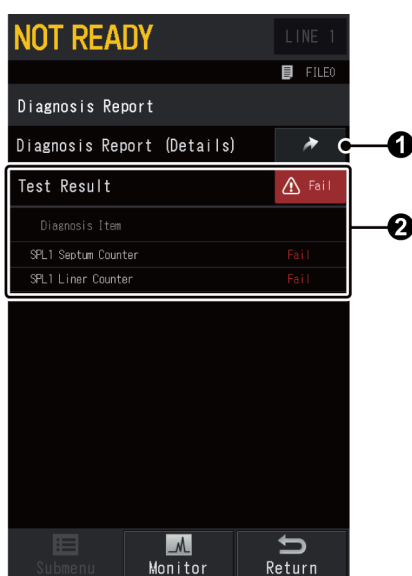 NOT READY LINE 1
FILE0
Diagnosis Report
Diagnosis Report (Details) 1
Test Result Fail
2
Diagnosis Item
SPL1 Septum Counter Fail
SPL1 Liner Counter Fail
Submenu Monitor Return